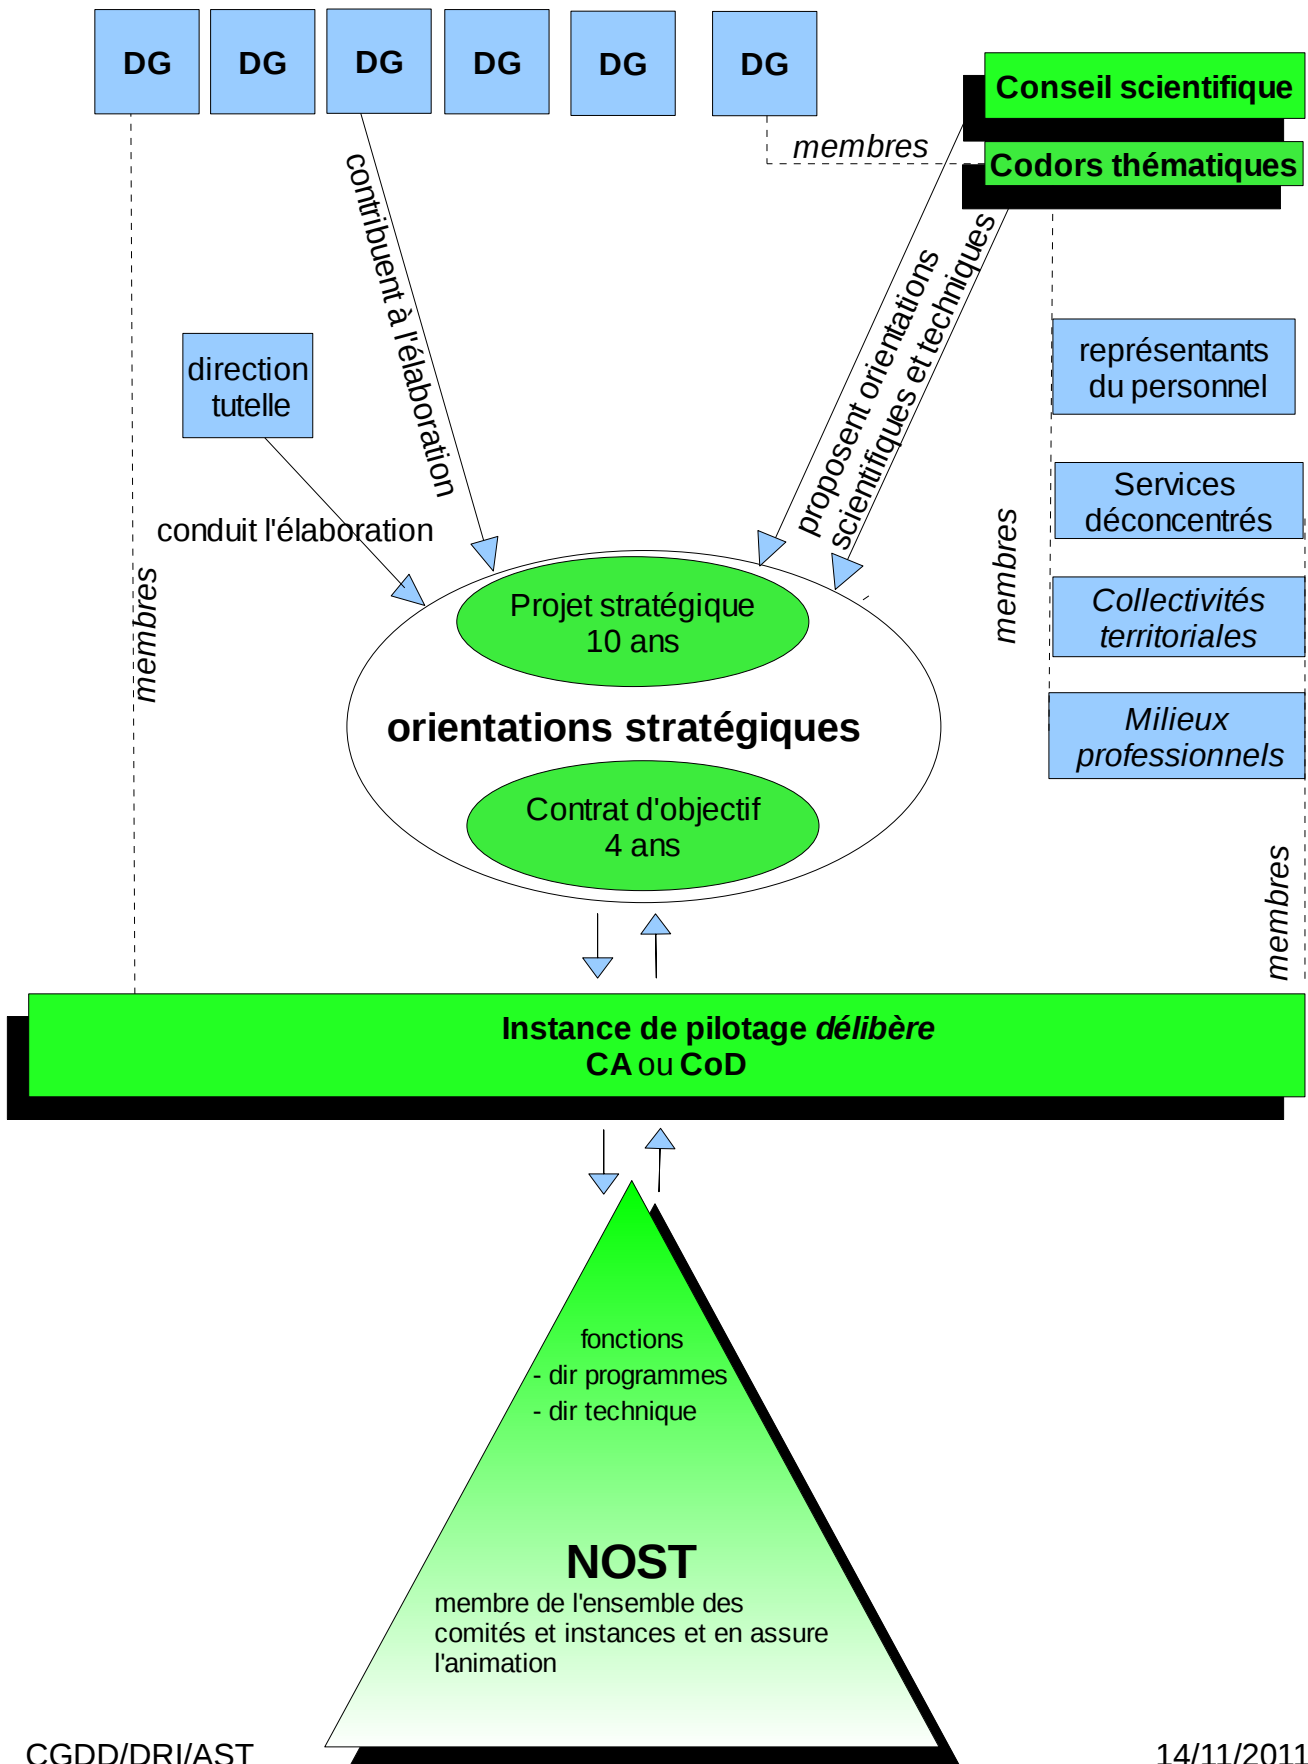 DG DG DG DG DG DG
Conseil scientifique
membres
Codors thématiques
contribuent à l'élaboration
proposent orientations
scientifiques et techniques
direction
tutelle
conduit l'élaboration
représentants
du personnel
Services
déconcentrés
Collectivités
territoriales
Milieux
professionnels
membres
membres
membres
Projet stratégique
10 ans
orientations stratégiques
Contrat d'objectif
4 ans
Instance de pilotage délibère
CA ou CoD
fonctions
- dir programmes
- dir technique
NOST
membre de l'ensemble des
comités et instances et en assure
l'animation
CGDD/DRI/AST
14/11/2011